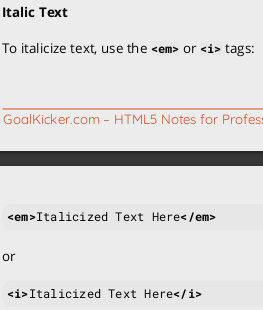 Italic Text
To italicize text, use the <em> or <i> tags:
GoalKicker.com – HTML5 Notes for Profess
<em>Italicized Text Here</em>
or
<i>Italicized Text Here</i>